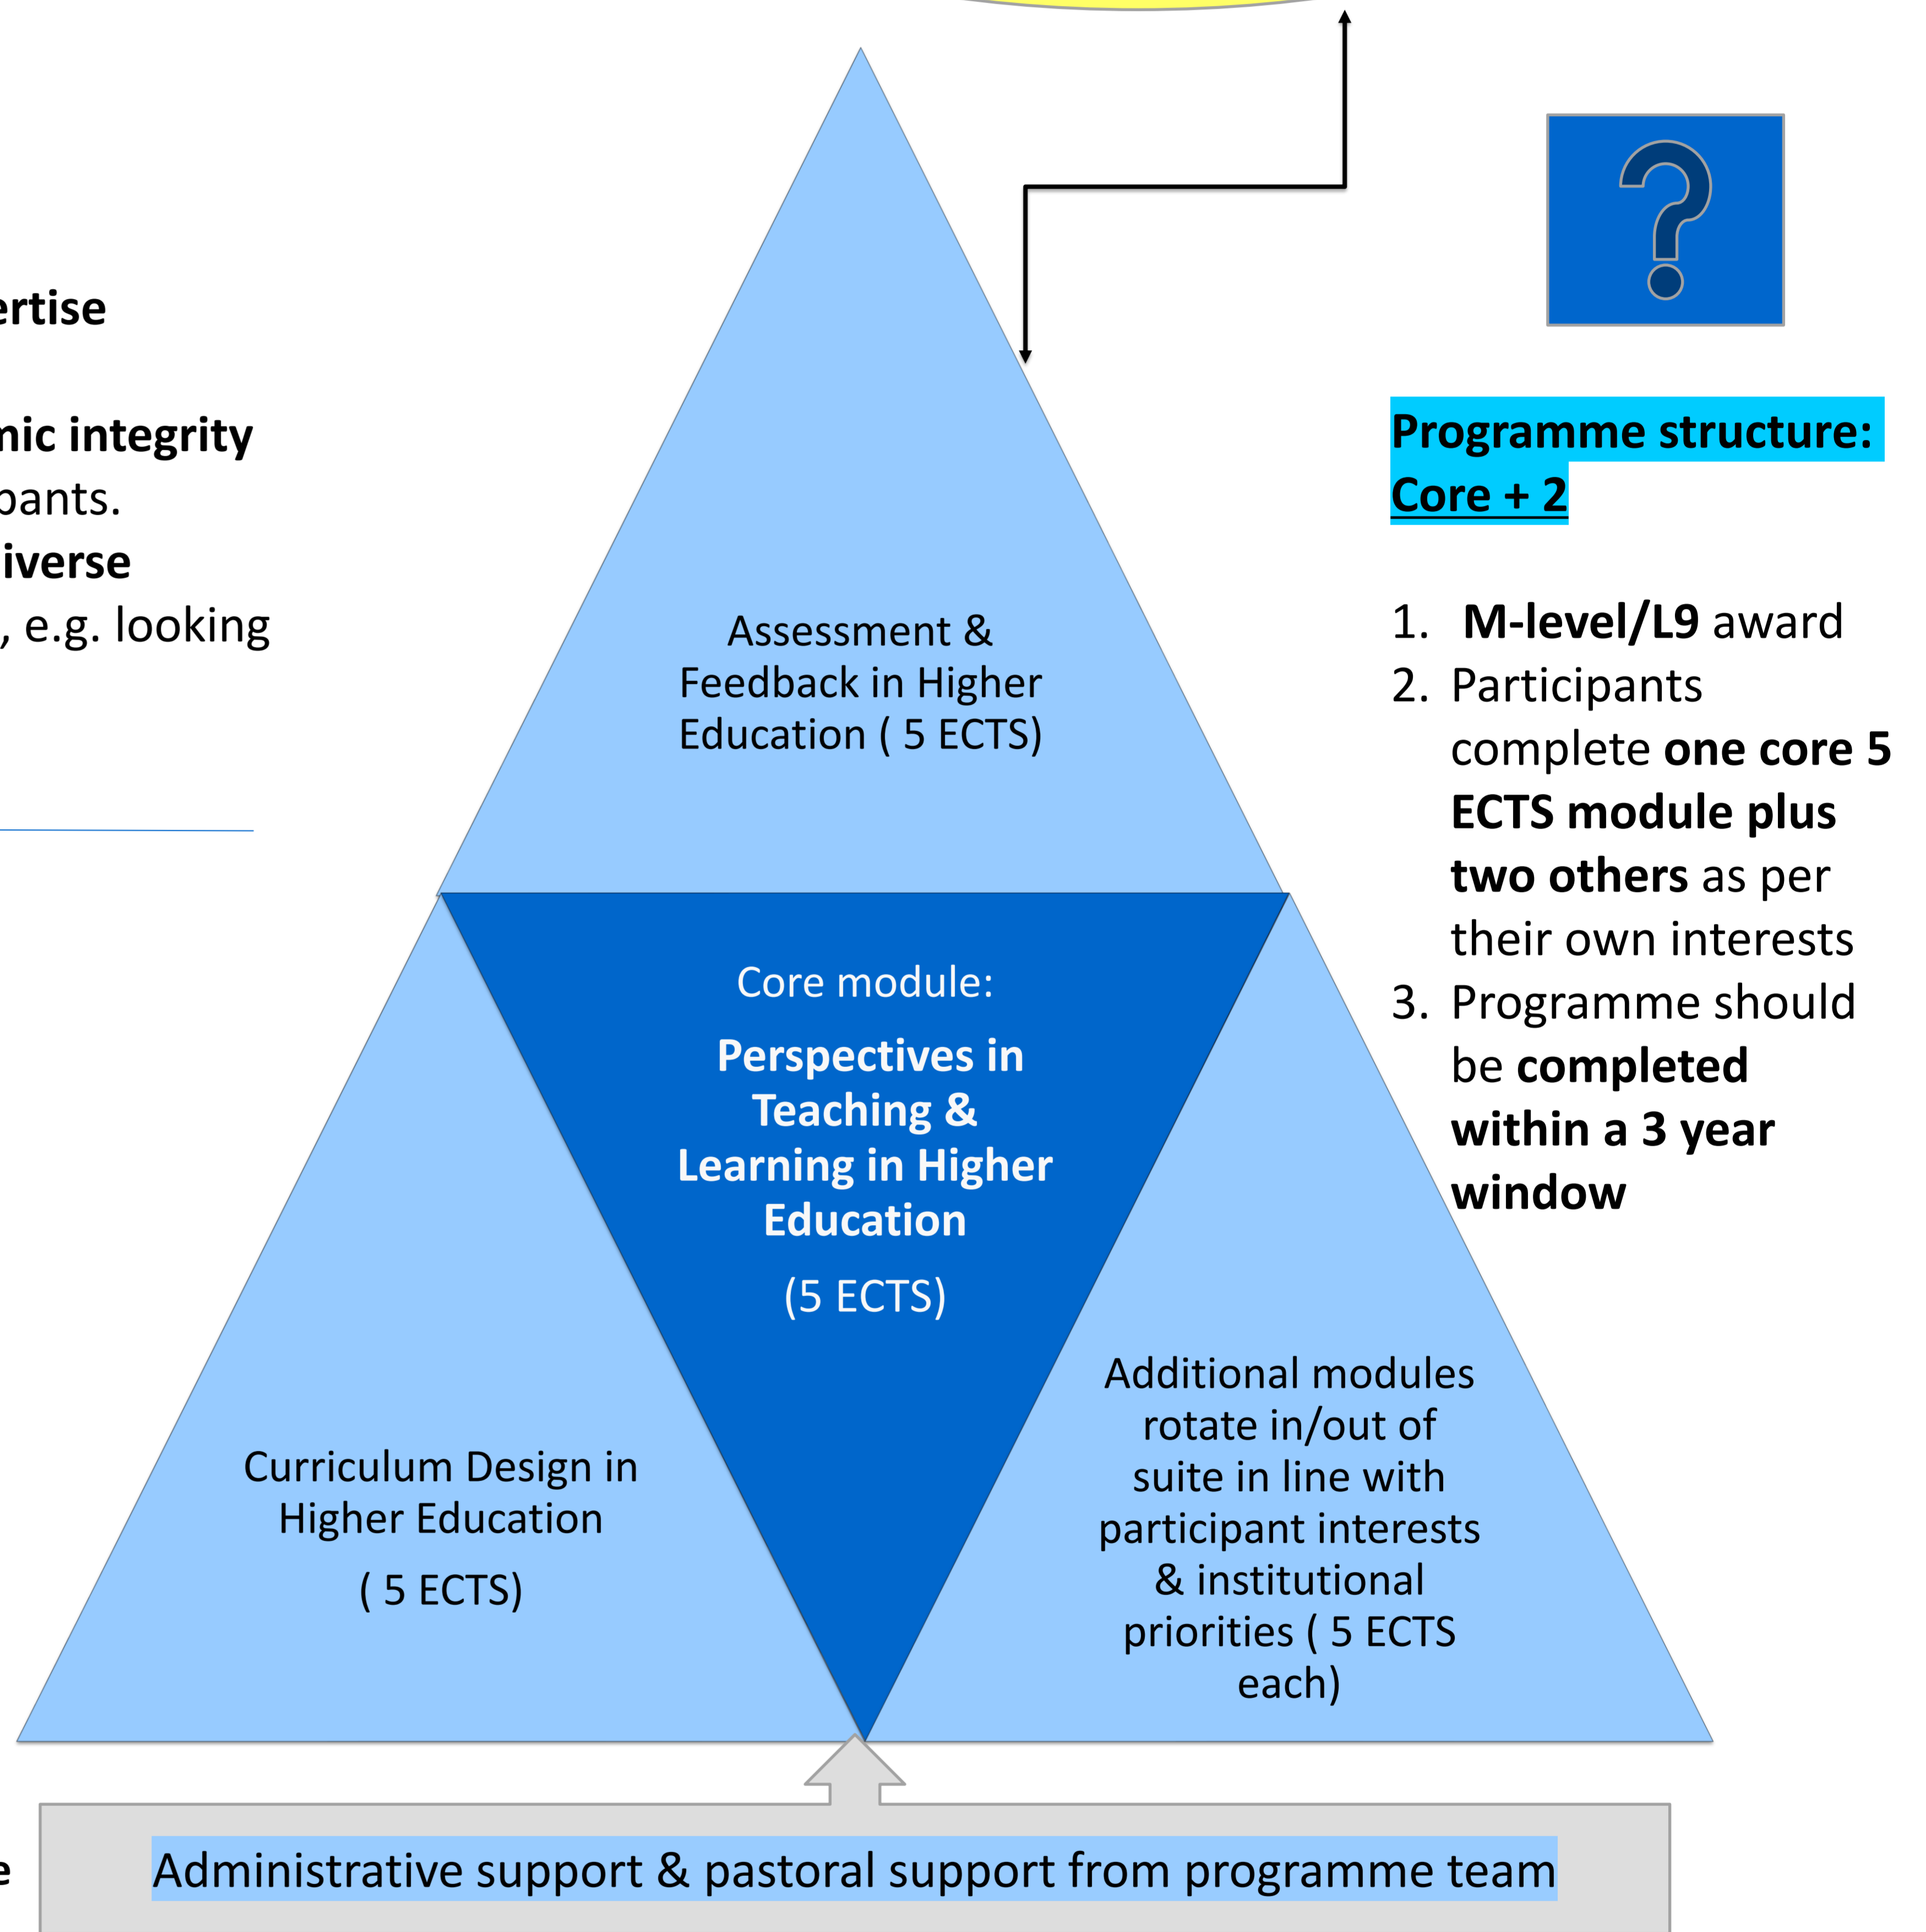 ertise
nic integrity
pants.
iverse
, e.g. looking
Assessment &
Feedback in Higher
Education ( 5 ECTS)
Core module:
Perspectives in
Teaching &
Learning in Higher
Education
(5 ECTS)
Curriculum Design in
Higher Education
( 5 ECTS)
Additional modules
rotate in/out of
suite in line with
participant interests
& institutional
priorities ( 5 ECTS
each)
?
Programme structure:
Core + 2
1. M-level/L9 award
2. Participants
complete one core 5
ECTS module plus
two others as per
their own interests
3. Programme should
be completed
within a 3 year
window
e
Administrative support & pastoral support from programme team